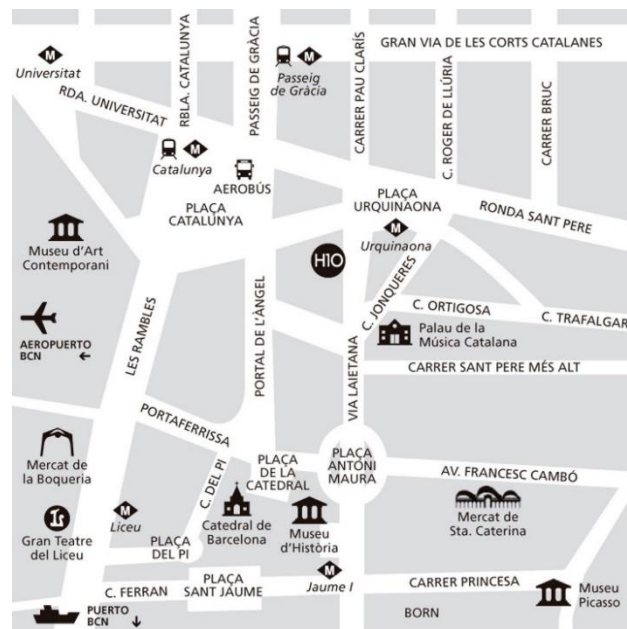 GRAN VIA DE LES CORTS CATALANES
M
Universitat
RDA. UNIVERSITAT
RBLA. CATALUNYA
PASSEIG DE GRÀCIA
M
Passeig
de Gràcia
CARRER PAU CLARÍS
C. ROGER DE LLÚRIA
CARRER BRUC
M
Catalunya
AEROBÚS
PLAÇA
CATALUNYA
PLAÇA
URQUINAONA
RONDA SANT PERE
M
Urquinaona
Museu d'Art
Contemporani
H10
C. JONQUERES
C. ORTIGOSA
C. TRAFALGAR
AEROPUERTO
BCN ←
LES RAMBLES
PORTAL DE L'ÀNGEL
VIA LAIETANA
Palau de la
Música Catalana
CARRER SANT PERE MÉS ALT
PORTAFERRISSA
Mercat de
la Boqueria
C. DEL PI
PLAÇA
DE LA
CATEDRAL
PLAÇA
ANTONI
MAURA
AV. FRANCESC CAMBÓ
Gran Teatre
del Liceu
M
Liceu
PLAÇA
DEL PI
Catedral de
Barcelona
Museu
d'Història
Mercat de
Sta. Caterina
C. FERRAN
PLAÇA
SANT JAUME
M
Jaume I
CARRER PRINCESA
Museu
Picasso
PUERTO
BCN ↓
BORN